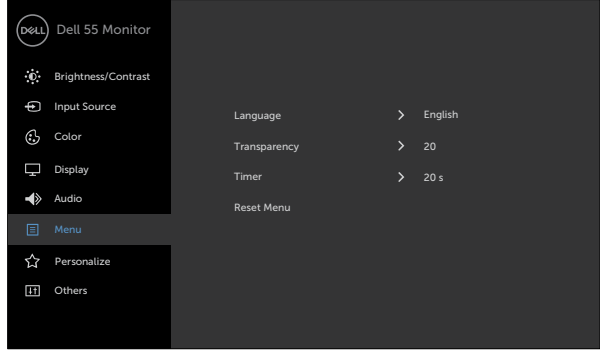 DELL Dell 55 Monitor
Brightness/Contrast
Input Source
Color
Display
Audio
Menu
Personalize
Others
Language > English
Transparency > 20
Timer > 20 s
Reset Menu